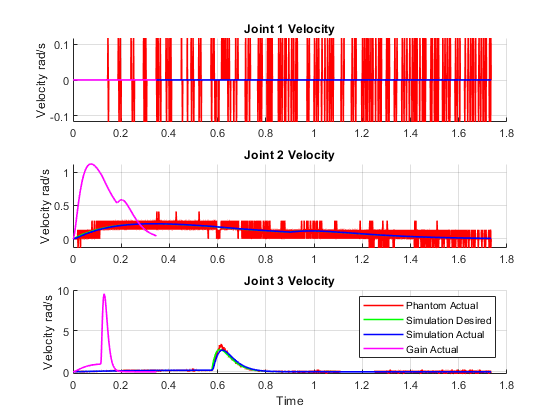 Joint 1 Velocity
Velocity rad/s
0.1
0
-0.1
0 0.2 0.4 0.6 0.8 1 1.2 1.4 1.6 1.8
Joint 2 Velocity
Velocity rad/s
1
0.5
0
0 0.2 0.4 0.6 0.8 1 1.2 1.4 1.6 1.8
Joint 3 Velocity
Velocity rad/s
10
5
0
Phantom Actual
Simulation Desired
Simulation Actual
Gain Actual
0 0.2 0.4 0.6 0.8 1 1.2 1.4 1.6 1.8
Time